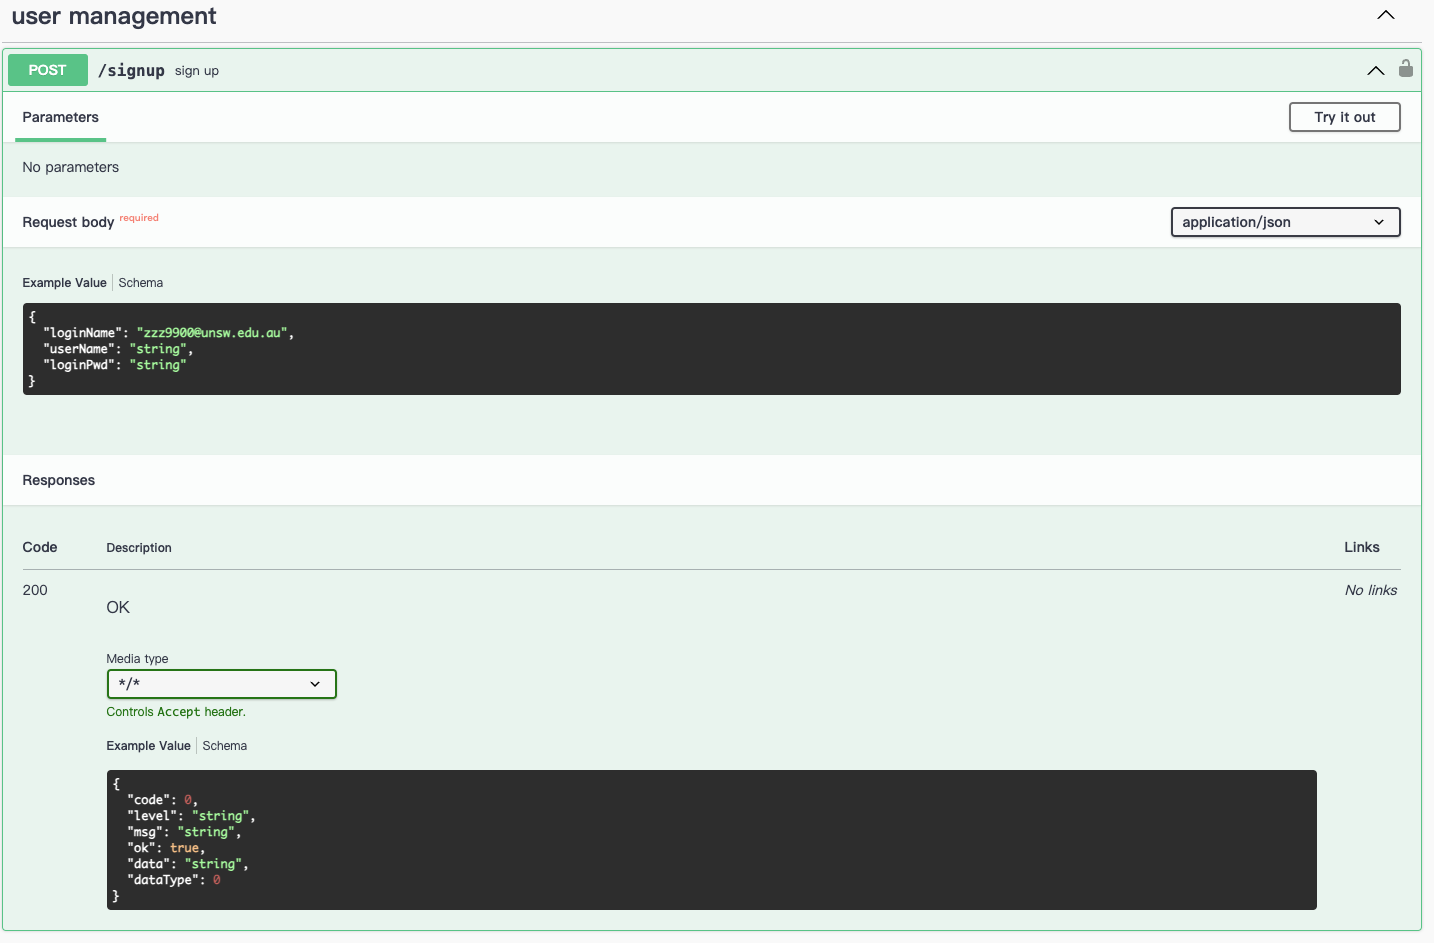 user management
POST /signup sign up
Parameters
Try it out
No parameters
Request body required
application/json
Example Value Schema
{
  "loginName": "zzz9900@unsw.edu.au",
  "userName": "string",
  "loginPwd": "string"
}
Responses
Code Description Links
200 OK No links
Media type
*/*
Controls Accept header.
Example Value Schema
{
  "code": 0,
  "level": "string",
  "msg": "string",
  "ok": true,
  "data": "string",
  "dataType": 0
}